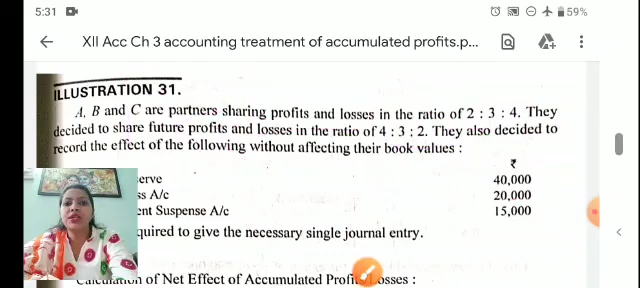 5:31 59%
XII Acc Ch 3 accounting treatment of accumulated profits.p...
ILLUSTRATION 31.
A, B and C are partners sharing profits and losses in the ratio of 2 : 3 : 4. They
decided to share future profits and losses in the ratio of 4 : 3 : 2. They also decided to
record the effect of the following without affecting their book values :
₹
erve 40,000
ss A/c 20,000
ent Suspense A/c 15,000
quired to give the necessary single journal entry.
of Net Effect of Accumulated Losses :